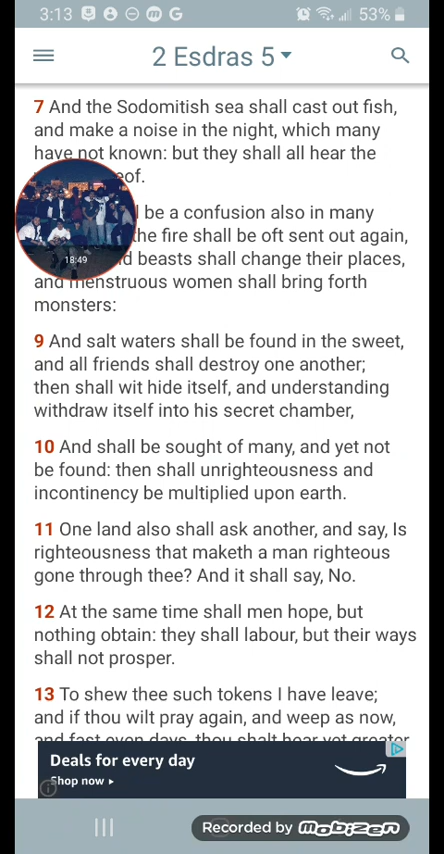 3:13 G 53%
2 Esdras 5
7 And the Sodomitish sea shall cast out fish,
and make a noise in the night, which many
have not known: but they shall all hear the
eof.
l be a confusion also in many
the fire shall be oft sent out again,
d beasts shall change their places,
and menstruous women shall bring forth
monsters:
18:49
9 And salt waters shall be found in the sweet,
and all friends shall destroy one another;
then shall wit hide itself, and understanding
withdraw itself into his secret chamber,
10 And shall be sought of many, and yet not
be found: then shall unrighteousness and
incontinency be multiplied upon earth.
11 One land also shall ask another, and say, Is
righteousness that maketh a man righteous
gone through thee? And it shall say, No.
12 At the same time shall men hope, but
nothing obtain: they shall labour, but their ways
shall not prosper.
13 To shew thee such tokens I have leave;
and if thou wilt pray again, and weep as now,
and fast even days, thou shalt hear yet greater
Deals for every day
Shop now
Recorded by Mobizen